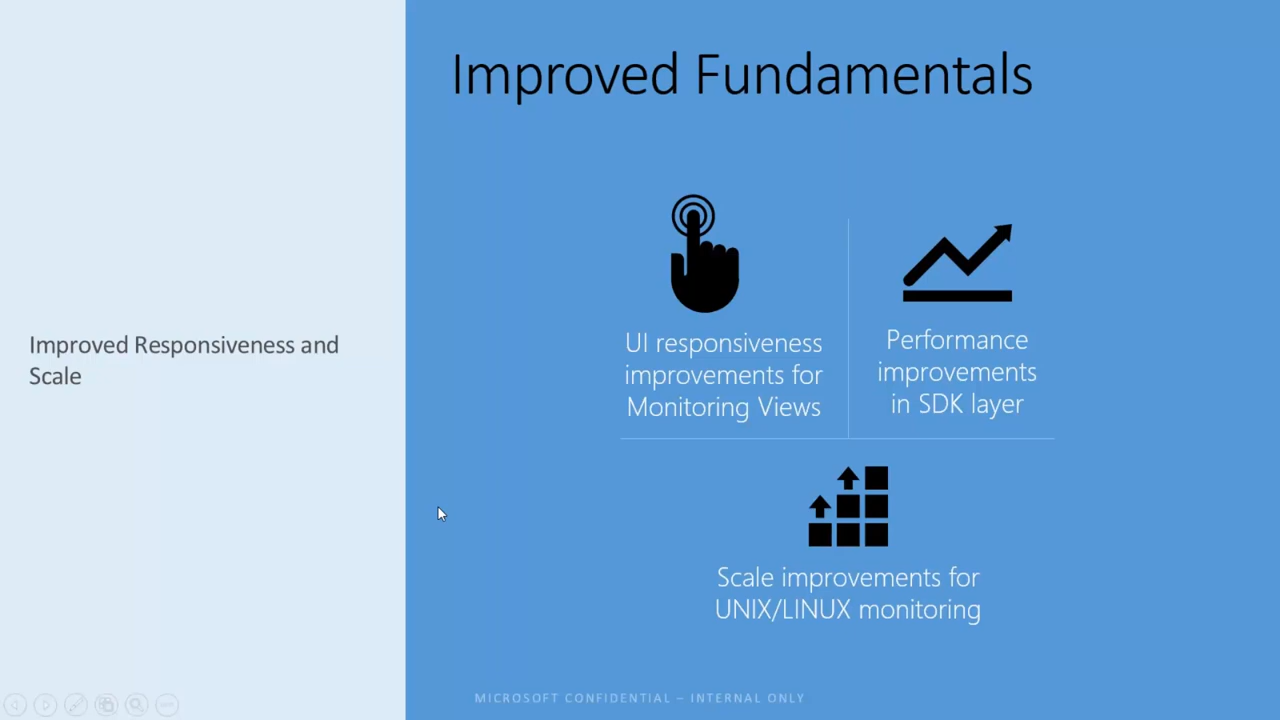 Improved Fundamentals
Improved Responsiveness and
Scale
UI responsiveness
improvements for
Monitoring Views
Performance
improvements
in SDK layer
Scale improvements for
UNIX/LINUX monitoring
MICROSOFT CONFIDENTIAL – INTERNAL ONLY